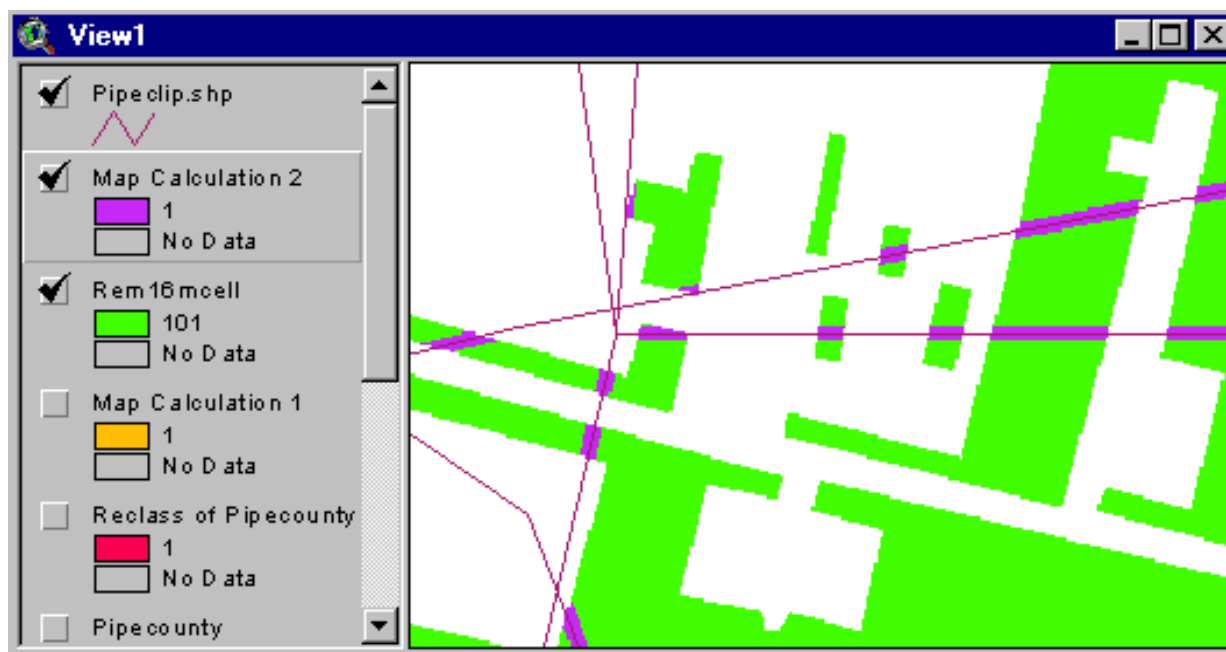 View1
Pipeclip.shp
Map Calculation 2
1
No Data
Rem16mcell
101
No Data
Map Calculation 1
1
No Data
Reclass of Pipecounty
1
No Data
Pipecounty